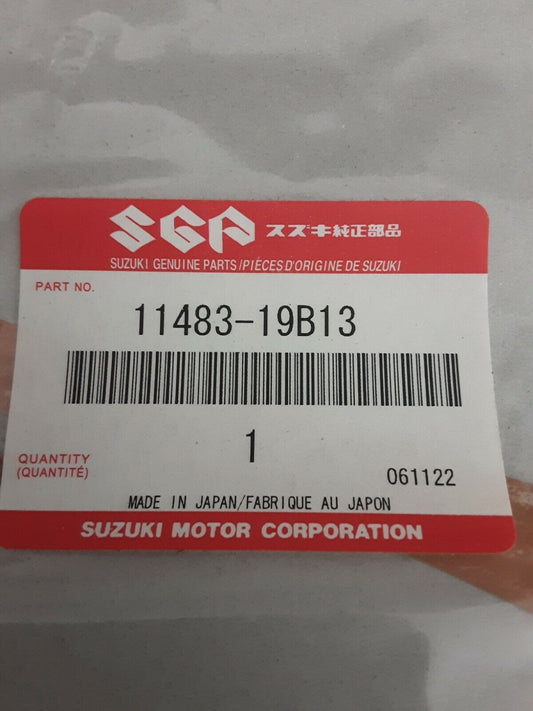 SGP スズキ純正部品
SUZUKI GENUINE PARTS/PIÈCES D'ORIGINE DE SUZUKI
PART NO.
11483-19B13
QUANTITY
(QUANTITÉ)
1
061122
MADE IN JAPAN/FABRIQUE AU JAPON
SUZUKI MOTOR CORPORATION